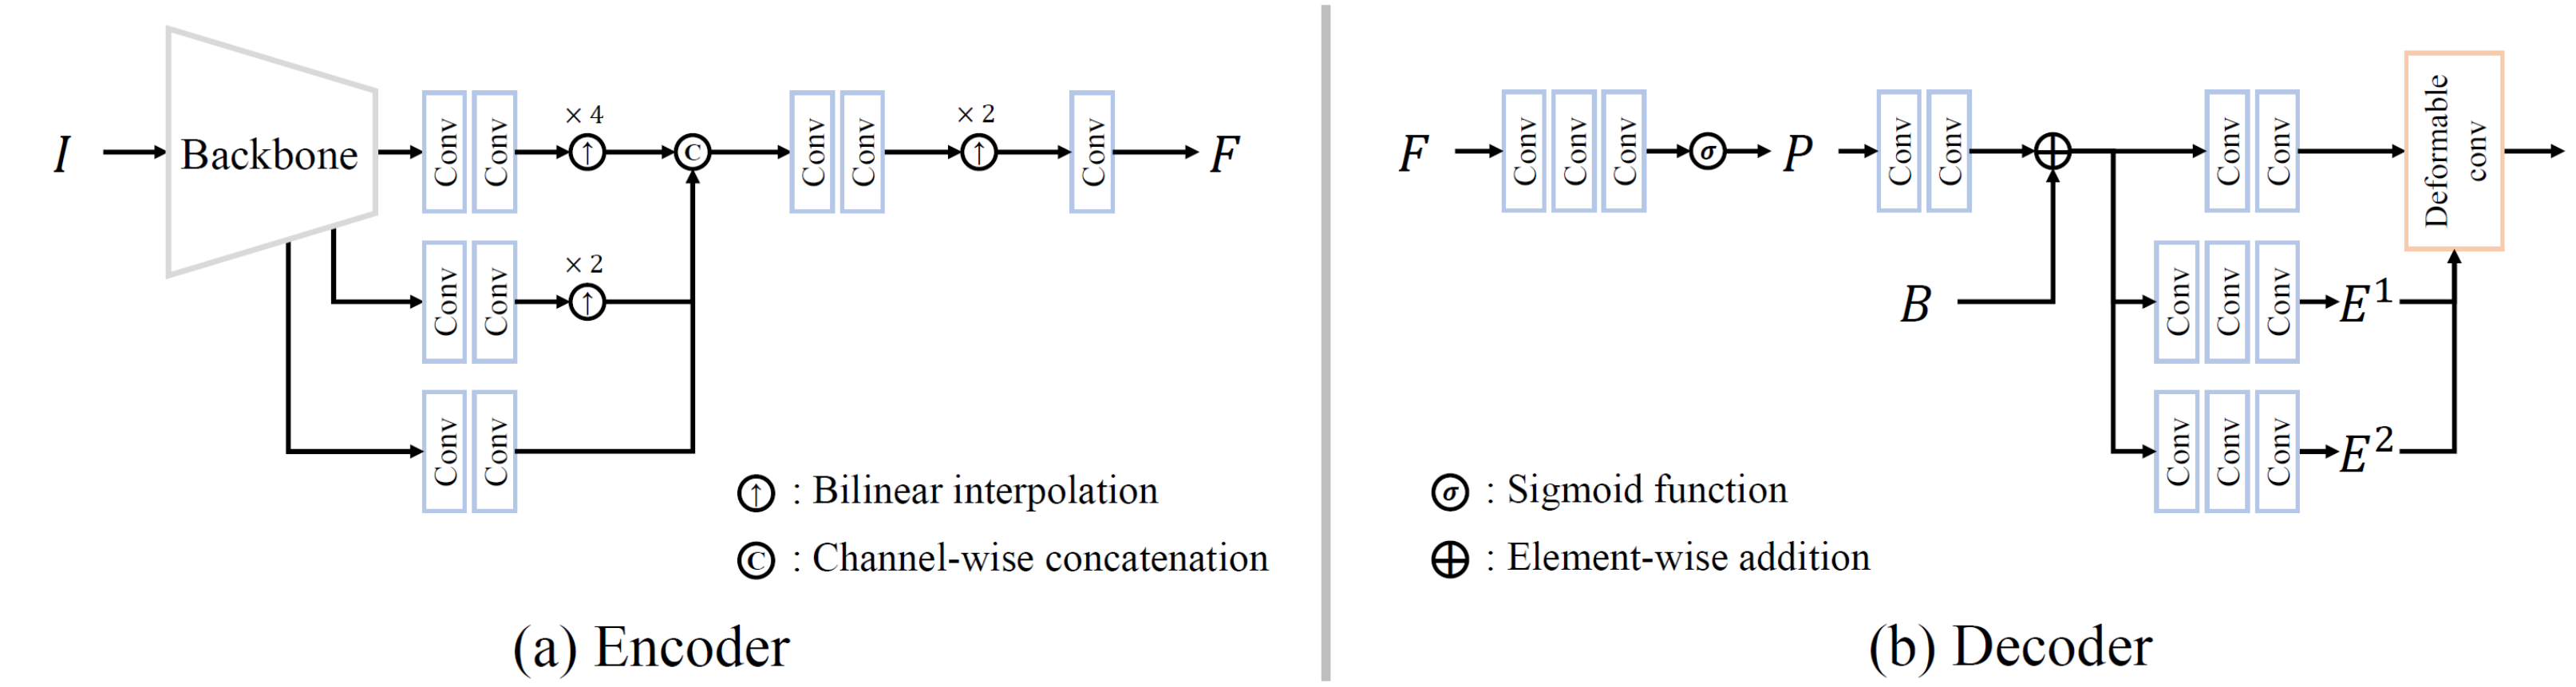 I
Backbone
Conv
Conv
× 4
↑
C
Conv
Conv
× 2
↑
Conv
F
Conv
Conv
× 2
↑
Conv
Conv
↑ : Bilinear interpolation
C : Channel-wise concatenation
(a) Encoder
F
Conv
Conv
Conv
σ
P
Conv
Conv
Conv
Conv
Deformable
conv
B
Conv
Conv
Conv
E¹
Conv
Conv
Conv
E²
σ : Sigmoid function
⊕ : Element-wise addition
(b) Decoder